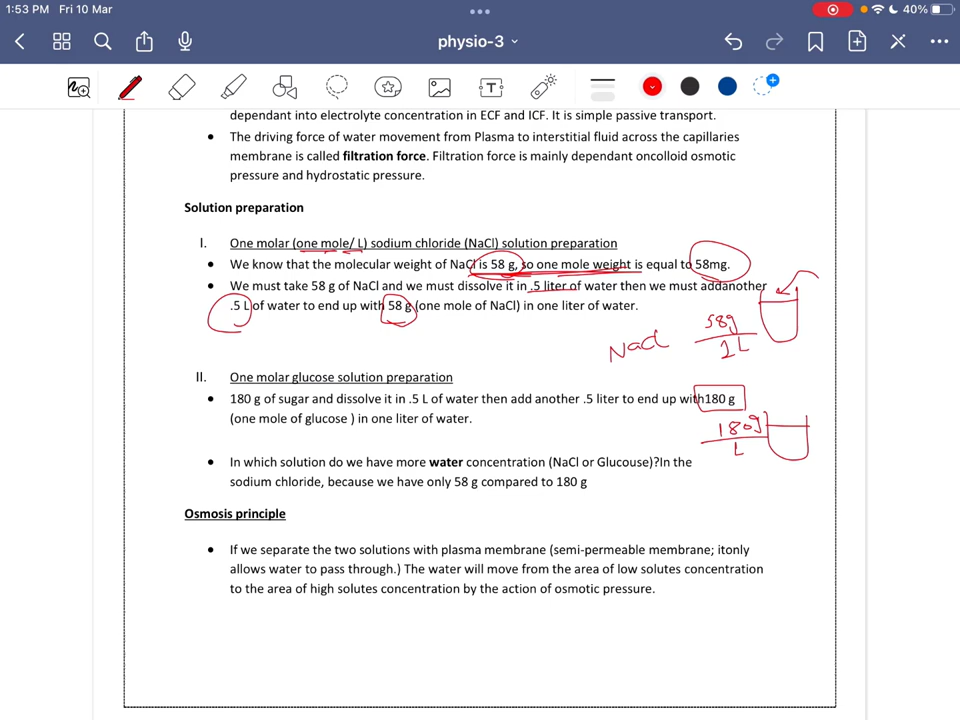 1:53 PM Fri 10 Mar
40%
physio-3
dependant into electrolyte concentration in ECF and ICF. It is simple passive transport.
• The driving force of water movement from Plasma to interstitial fluid across the capillaries
membrane is called filtration force. Filtration force is mainly dependant oncolloid osmotic
pressure and hydrostatic pressure.
Solution preparation
I. One molar (one mole/ L) sodium chloride (NaCl) solution preparation
• We know that the molecular weight of NaCl is 58 g, so one mole weight is equal to 58mg.
• We must take 58 g of NaCl and we must dissolve it in .5 liter of water then we must addanother
.5 L of water to end up with 58 g (one mole of NaCl) in one liter of water.
NaCl
58g
1L
II. One molar glucose solution preparation
• 180 g of sugar and dissolve it in .5 L of water then add another .5 liter to end up with180 g
(one mole of glucose ) in one liter of water.
180g
L
• In which solution do we have more water concentration (NaCl or Glucouse)?In the
sodium chloride, because we have only 58 g compared to 180 g
Osmosis principle
• If we separate the two solutions with plasma membrane (semi-permeable membrane; itonly
allows water to pass through.) The water will move from the area of low solutes concentration
to the area of high solutes concentration by the action of osmotic pressure.